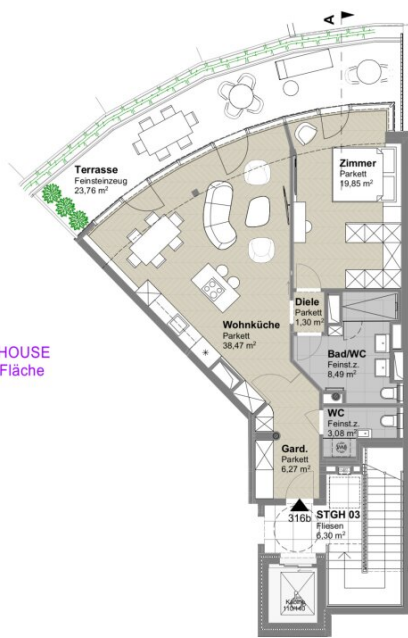 A
Terrasse
Feinsteinzeug
23,76 m²
Zimmer
Parkett
19,85 m²
Diele
Parkett
1,30 m²
Wohnküche
Parkett
38,47 m²
HOUSE
Fläche
Bad/WC
Feinst.z.
8,49 m²
WC
Feinst.z.
3,08 m²
Gard.
Parkett
6,27 m²
316b
STGH 03
Fliesen
6,30 m²
110/140